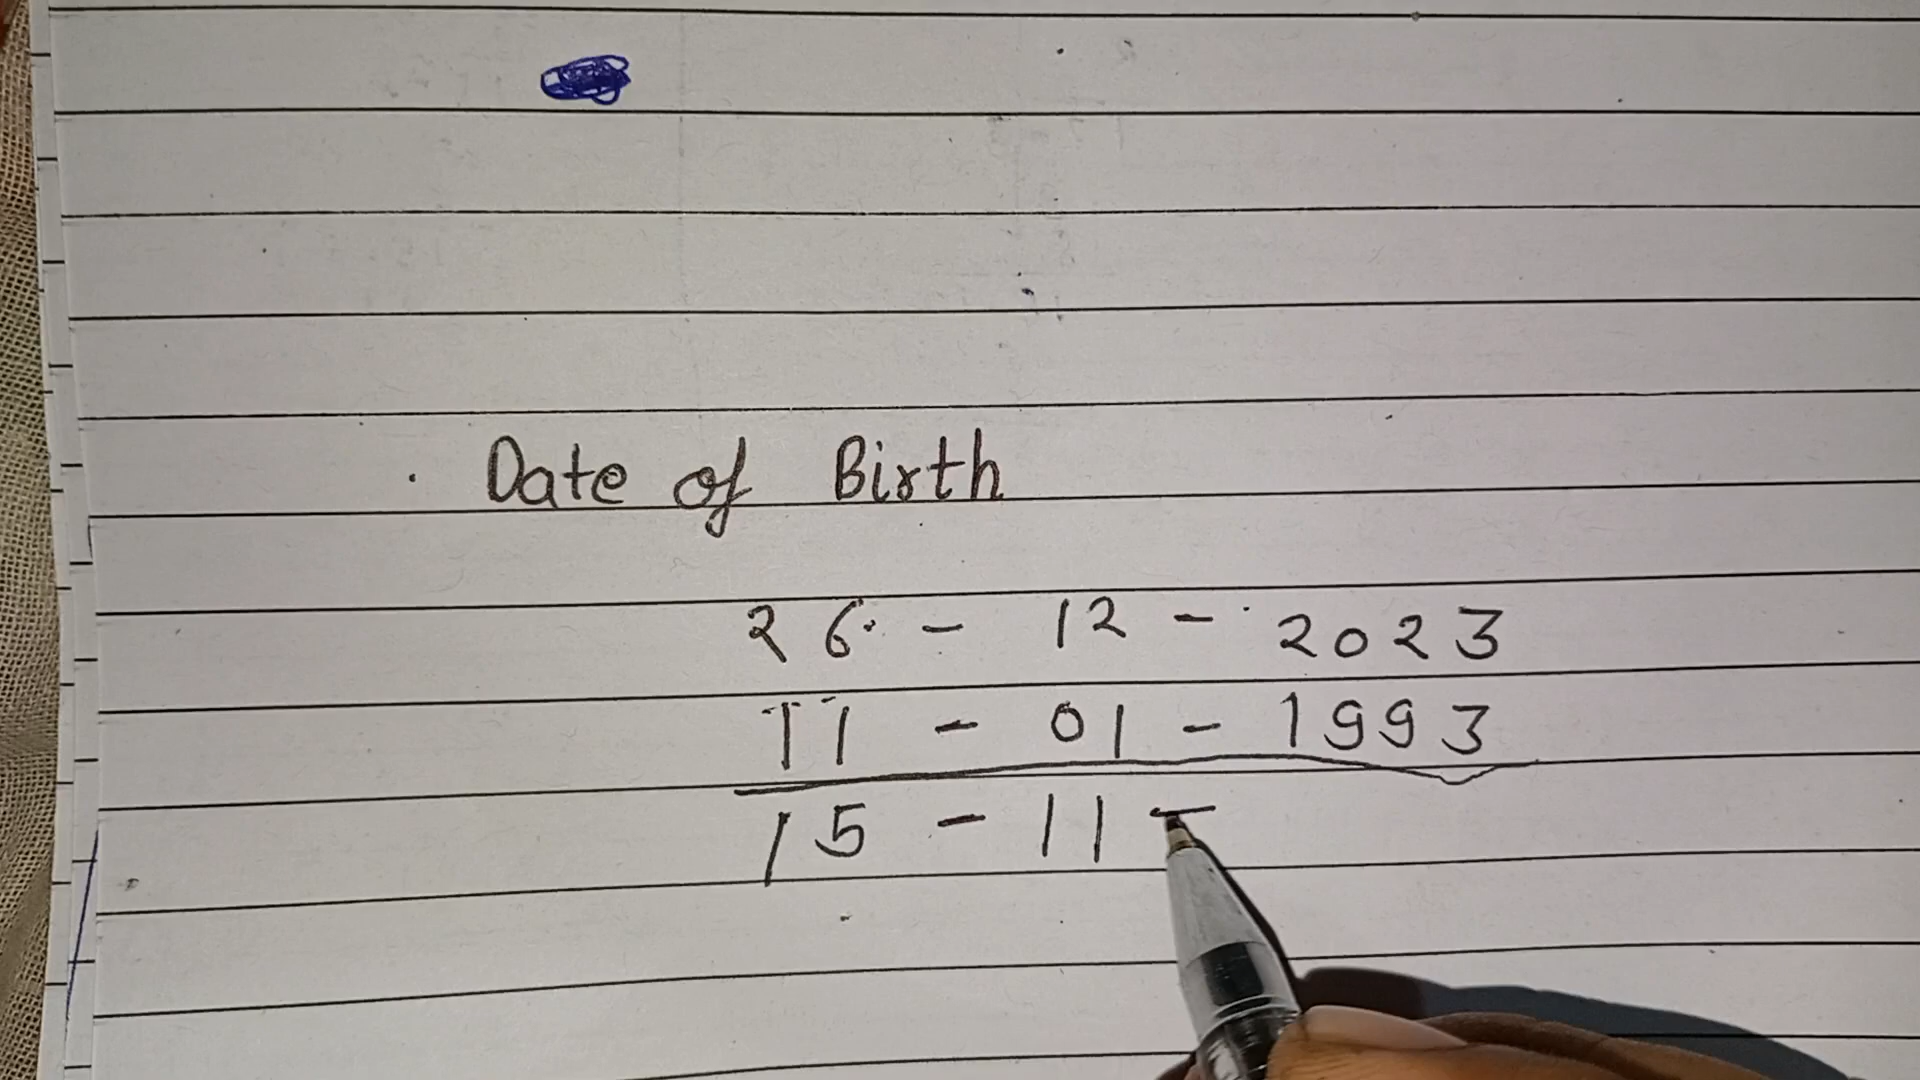 Date of Birth
26 - 12 - 2023
11 - 01 - 1993
15 - 11 -